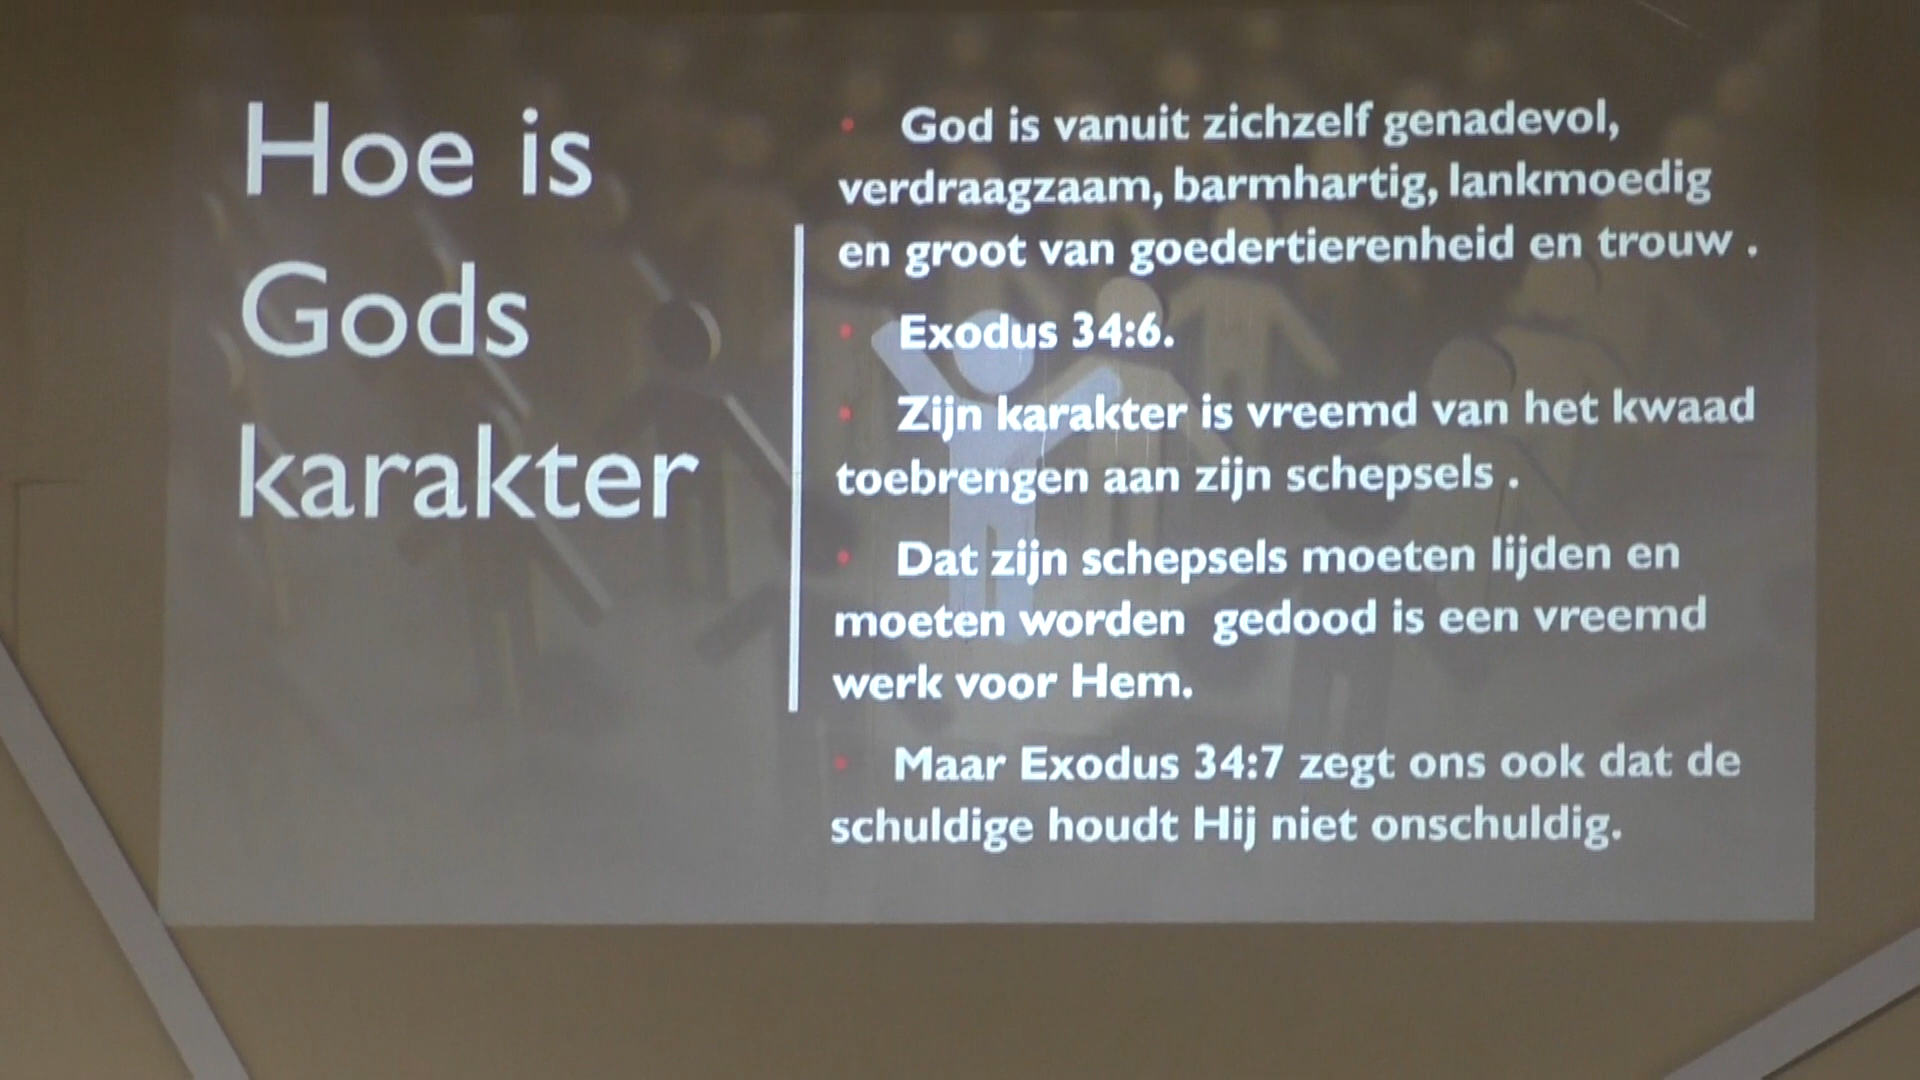 Hoe is
Gods
karakter
• God is vanuit zichzelf genadevol,
verdraagzaam, barmhartig, lankmoedig
en groot van goedertierenheid en trouw .
• Exodus 34:6.
• Zijn karakter is vreemd van het kwaad
toebrengen aan zijn schepsels .
• Dat zijn schepsels moeten lijden en
moeten worden  gedood is een vreemd
werk voor Hem.
• Maar Exodus 34:7 zegt ons ook dat de
schuldige houdt Hij niet onschuldig.